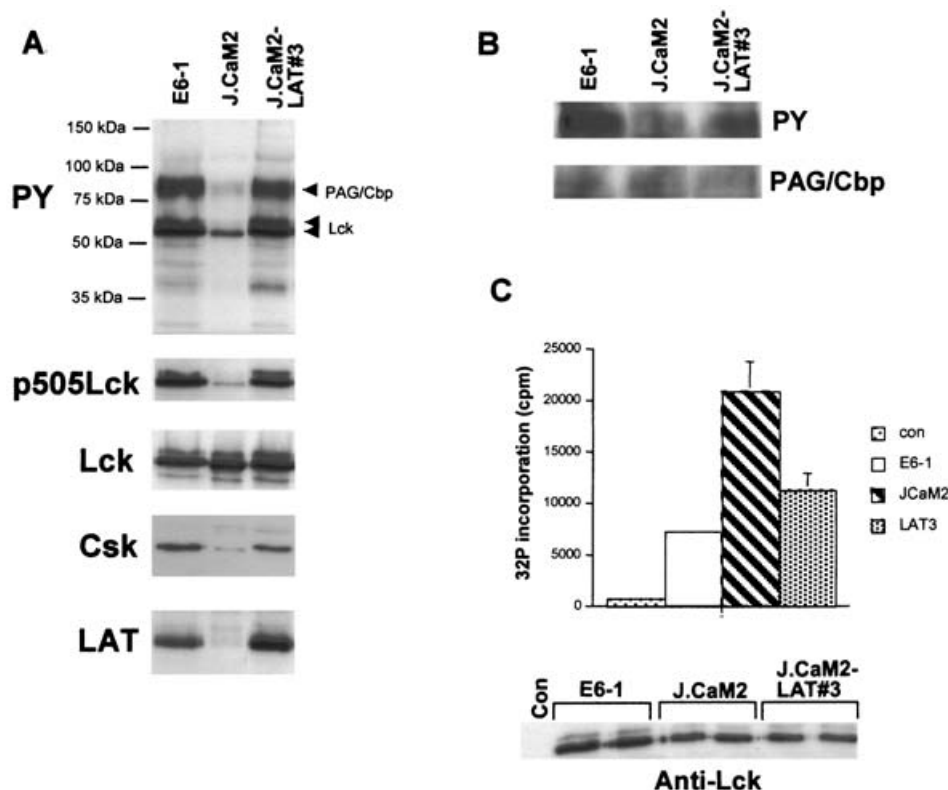 A
E6-1
J.CaM2
J.CaM2-
LAT#3
150 kDa
100 kDa
75 kDa
50 kDa
35 kDa
PY
PAG/Cbp
Lck
p505Lck
Lck
Csk
LAT
B
E6-1
J.CaM2
J.CaM2-
LAT#3
PY
PAG/Cbp
C
32P incorporation (cpm)
25000
20000
15000
10000
5000
0
con
E6-1
JCaM2
LAT3
Con
E6-1
J.CaM2
J.CaM2-
LAT#3
Anti-Lck